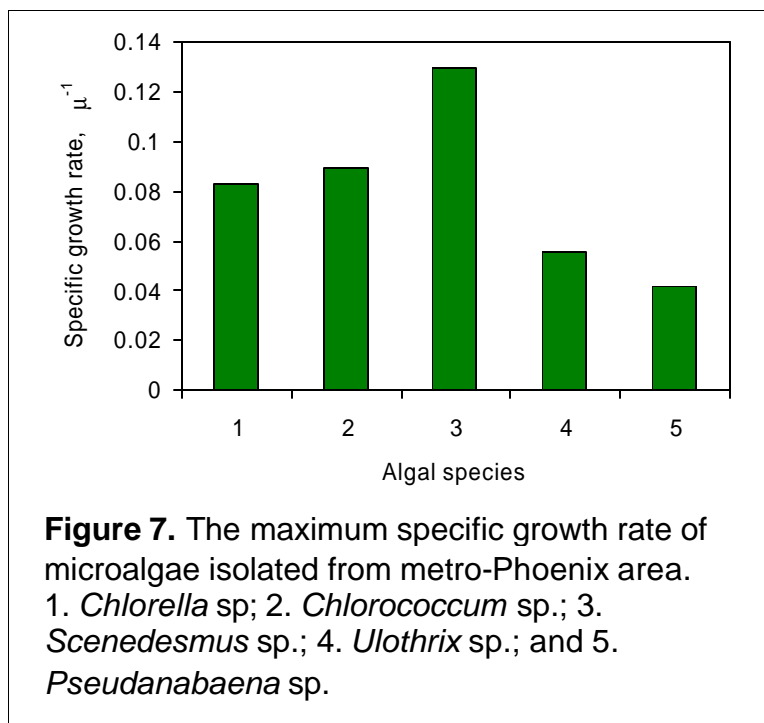 0.14
0.12
0.1
0.08
0.06
0.04
0.02
0
Specific growth rate, μ⁻¹
1 2 3 4 5
Algal species
Figure 7. The maximum specific growth rate of
microalgae isolated from metro-Phoenix area.
1. Chlorella sp; 2. Chlorococcum sp.; 3.
Scenedesmus sp.; 4. Ulothrix sp.; and 5.
Pseudanabaena sp.